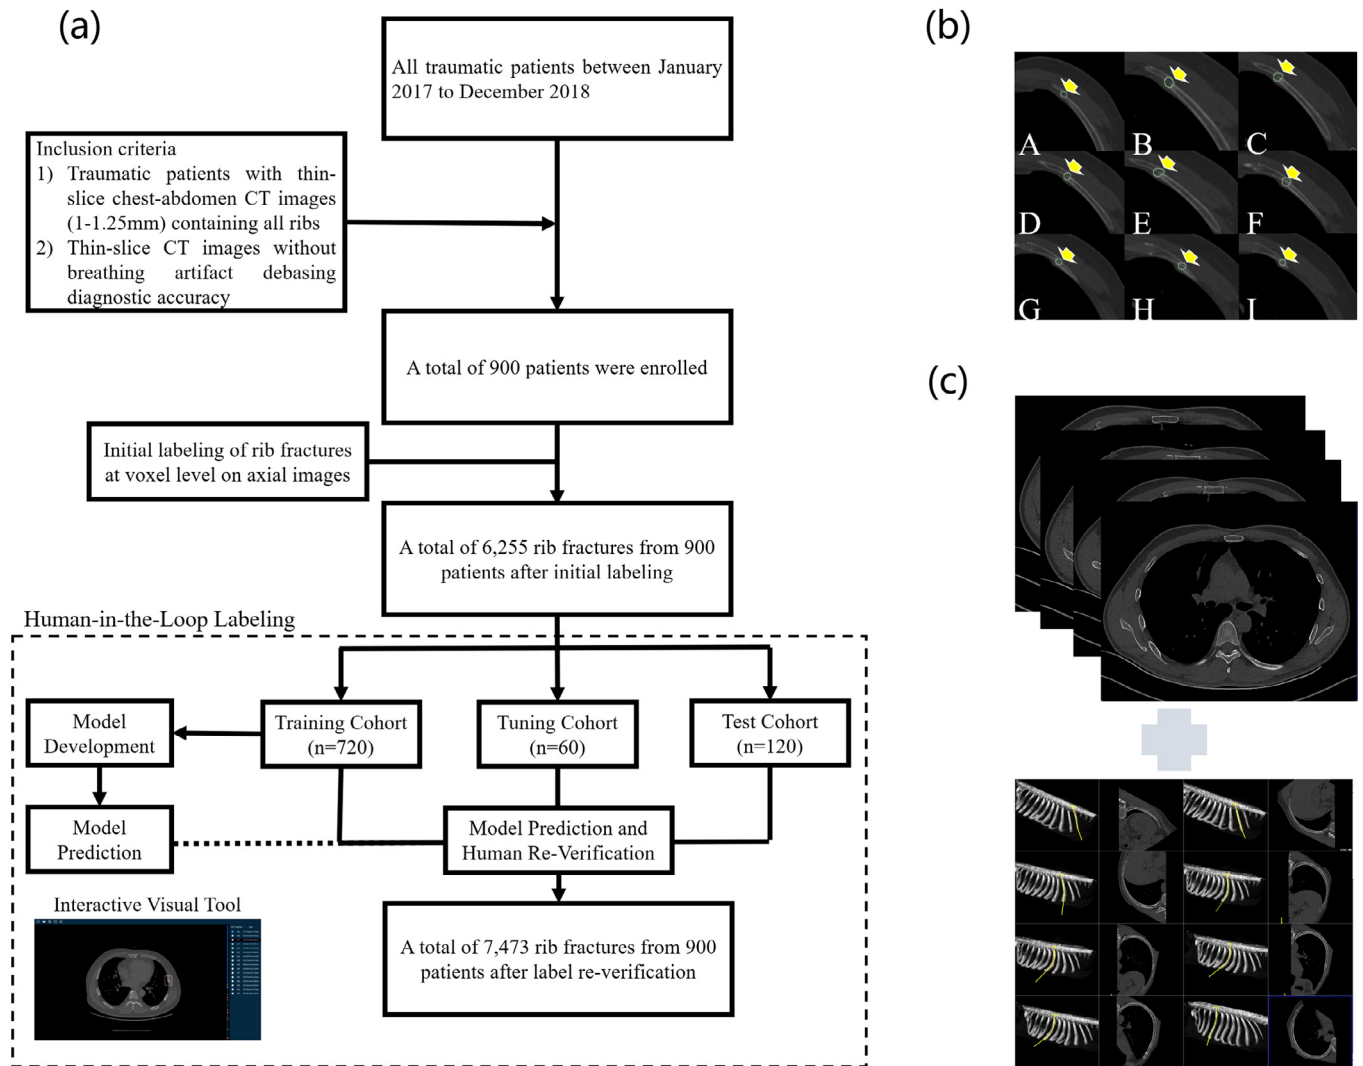 (a)
All traumatic patients between January
2017 to December 2018
Inclusion criteria
1) Traumatic patients with thin-
slice chest-abdomen CT images
(1-1.25mm) containing all ribs
2) Thin-slice CT images without
breathing artifact debasing
diagnostic accuracy
A total of 900 patients were enrolled
Initial labeling of rib fractures
at voxel level on axial images
A total of 6,255 rib fractures from 900
patients after initial labeling
Human-in-the-Loop Labeling
Model
Development
Training Cohort
(n=720)
Tuning Cohort
(n=60)
Test Cohort
(n=120)
Model
Prediction
Model Prediction and
Human Re-Verification
Interactive Visual Tool
A total of 7,473 rib fractures from 900
patients after label re-verification
(b)
A B C
D E F
G H I
(c)